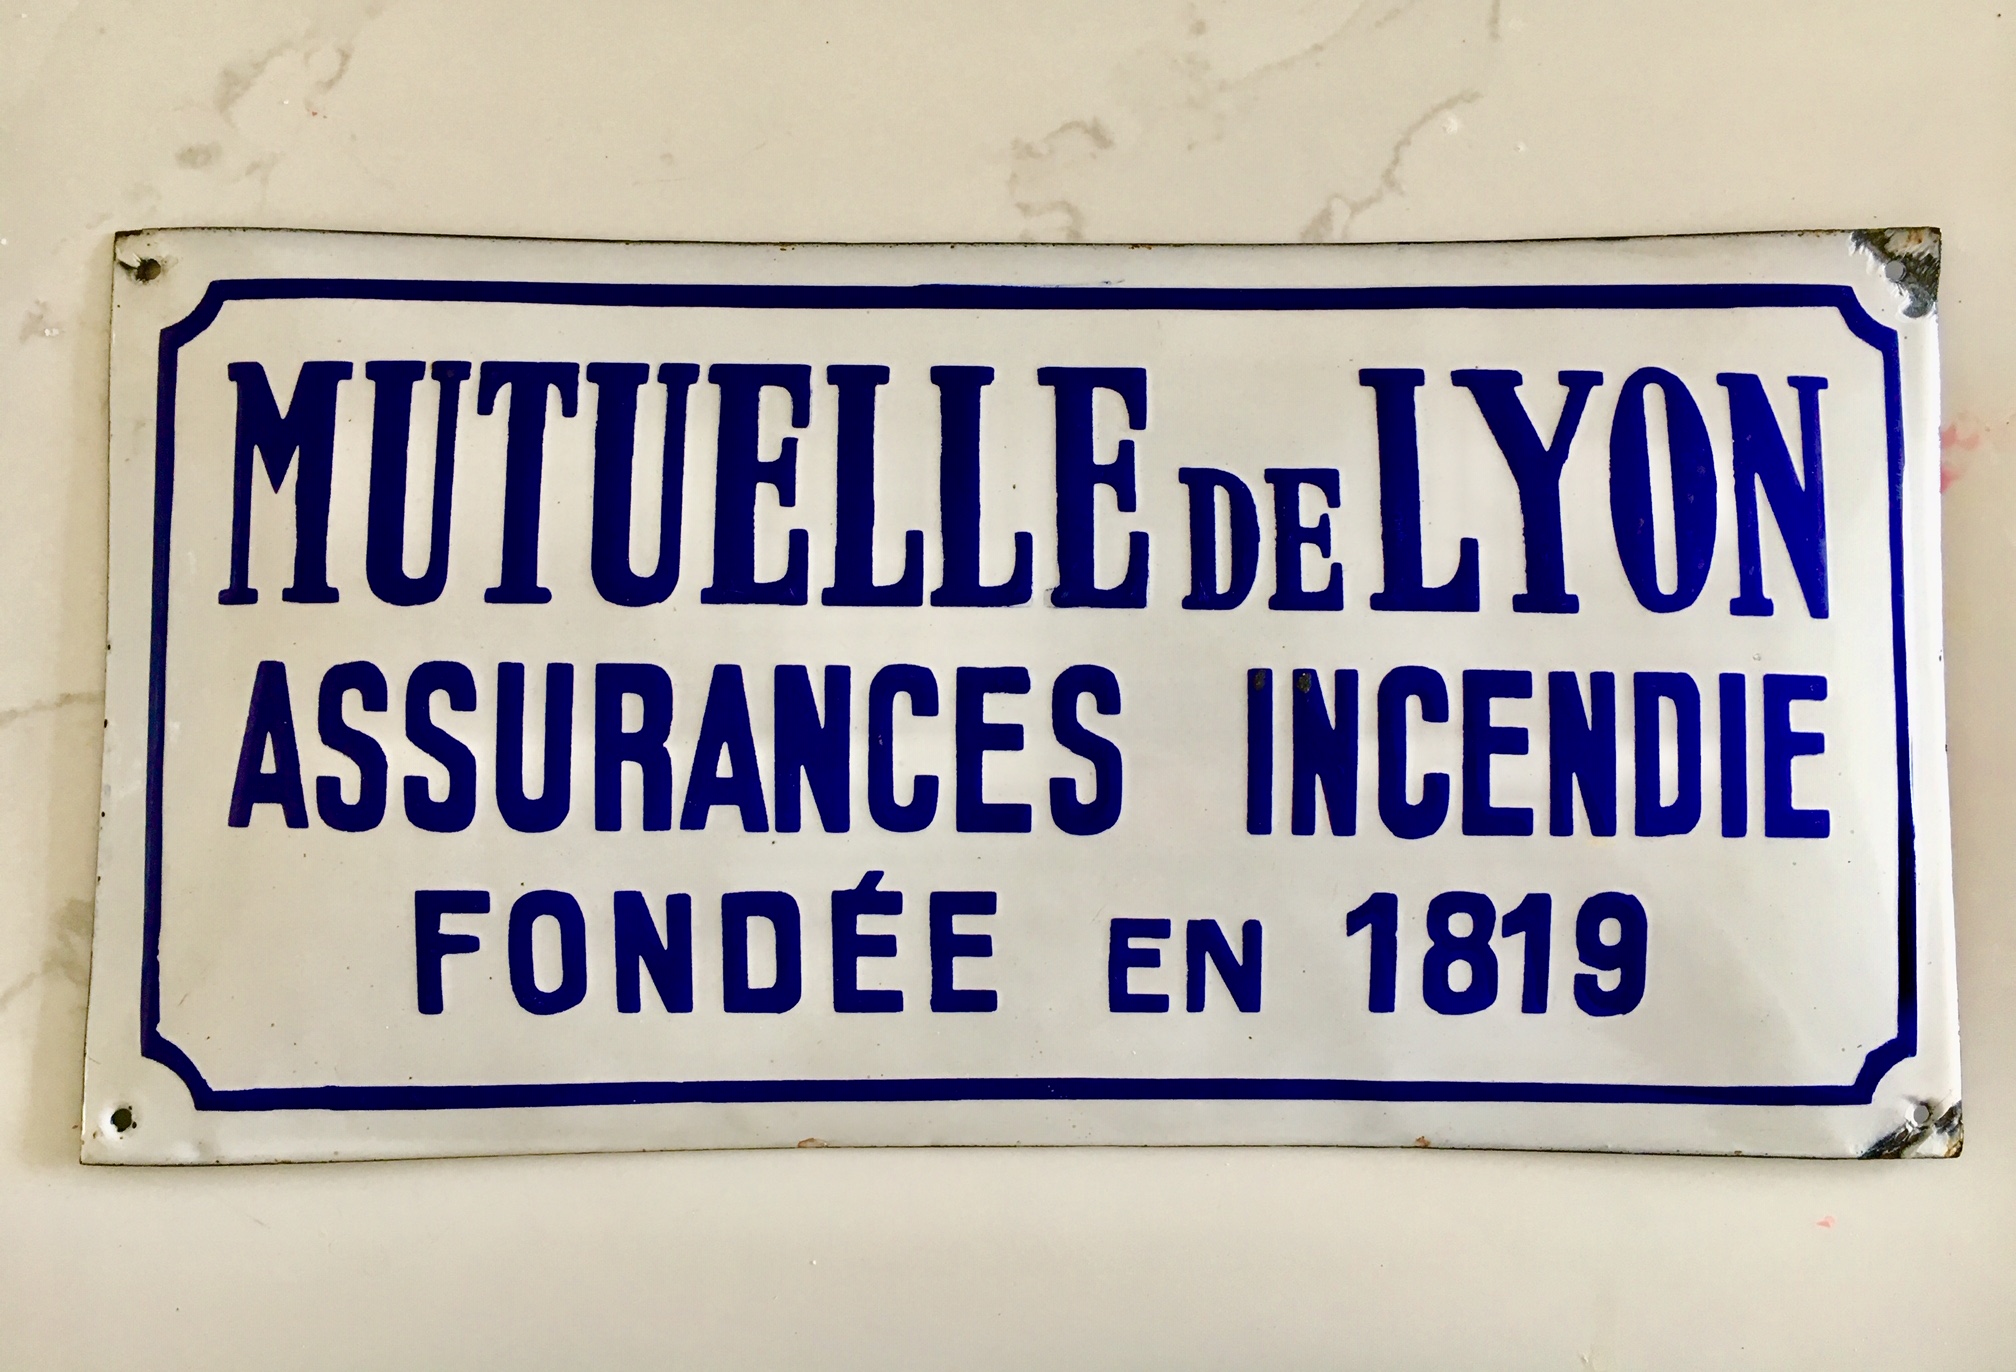 MUTUELLE DE LYON
ASSURANCES INCENDIE
FONDÉE EN 1819